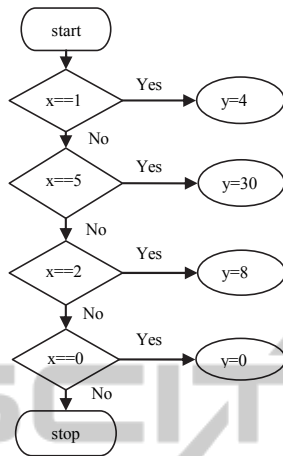 start
x==1
Yes
y=4
No
x==5
Yes
y=30
No
x==2
Yes
y=8
No
x==0
Yes
y=0
No
stop